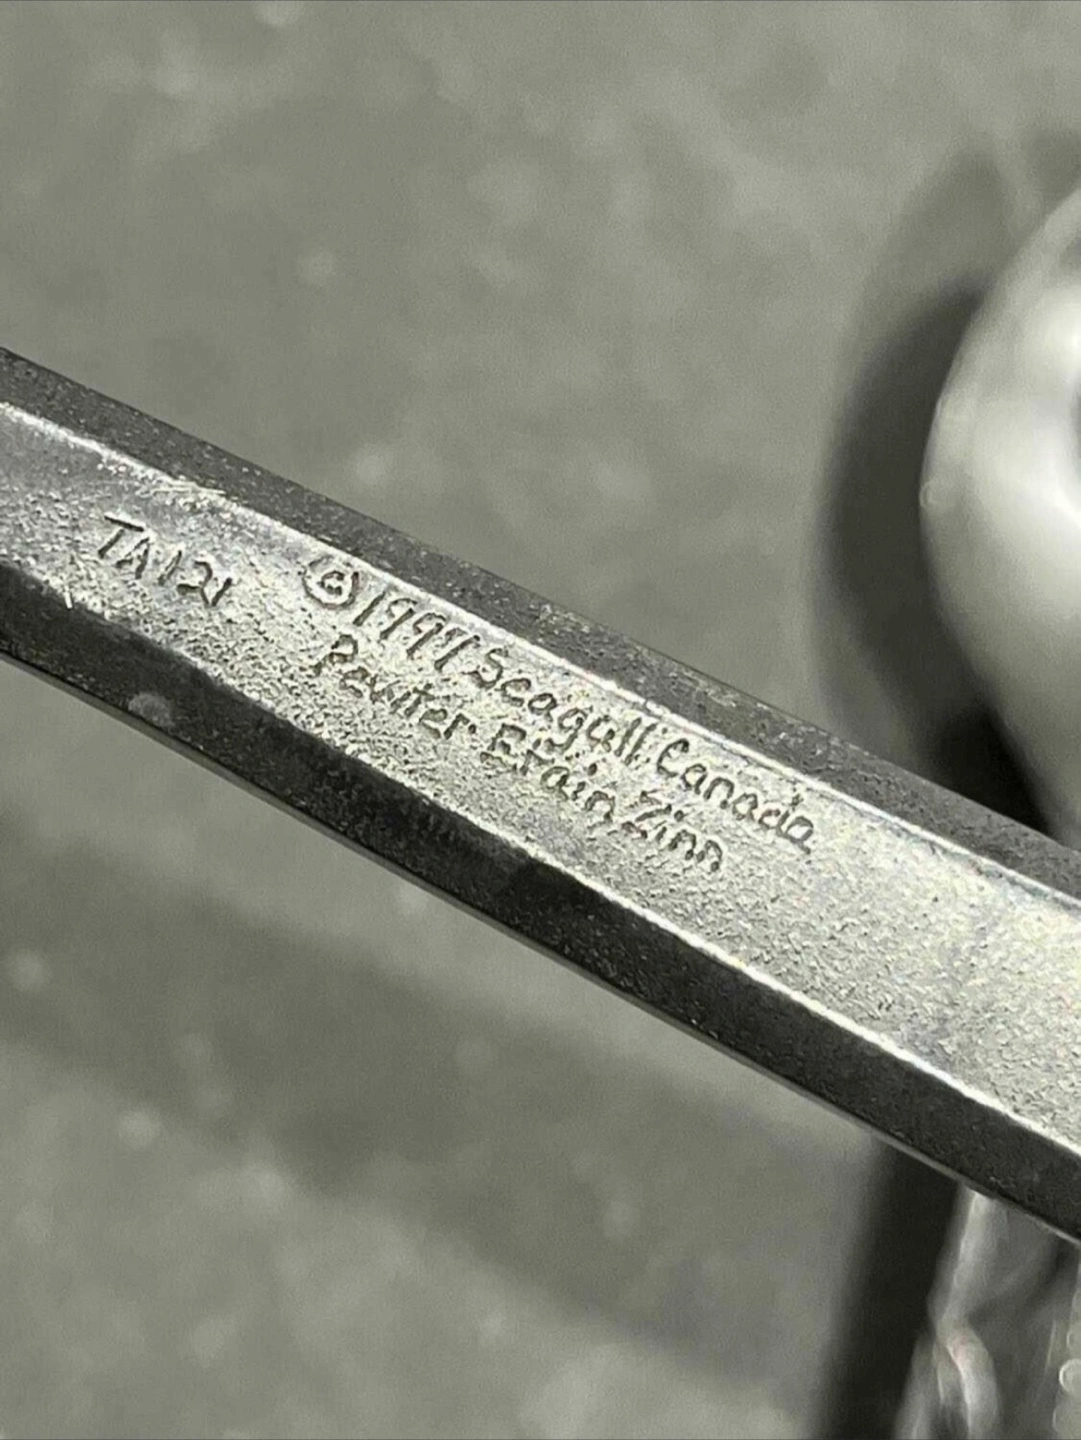 TA121
©1997 Seagull Canada
Pewter Etain Zinn